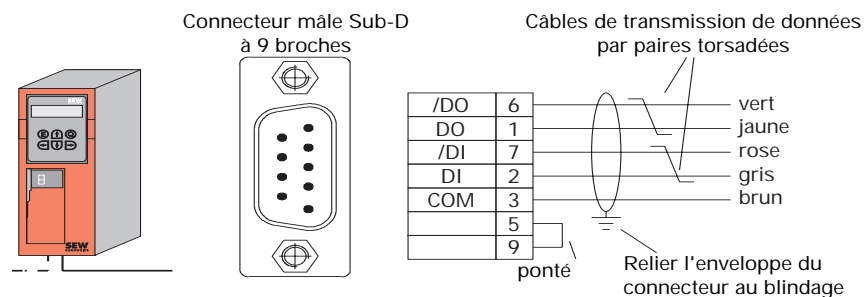 Connecteur mâle Sub-D
à 9 broches
Câbles de transmission de données
par paires torsadées
/DO 6 vert
DO 1 jaune
/DI 7 rose
DI 2 gris
COM 3 brun
5
9
ponté
Relier l'enveloppe du
connecteur au blindage
SEW